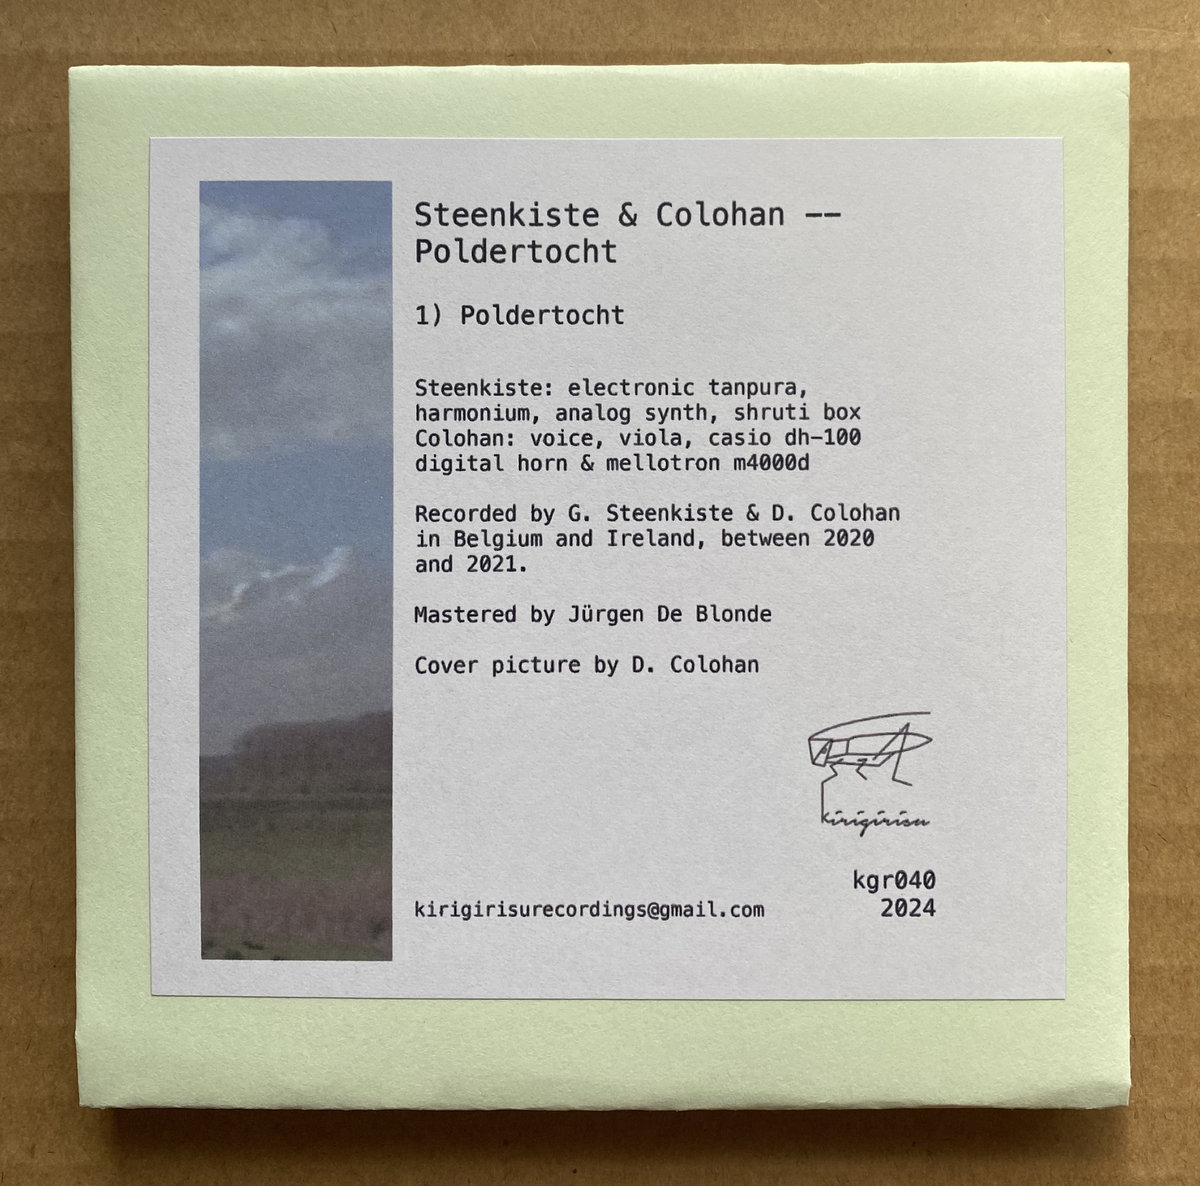 Steenkiste & Colohan --
Poldertocht
1) Poldertocht
Steenkiste: electronic tanpura,
harmonium, analog synth, shruti box
Colohan: voice, viola, casio dh-100
digital horn & mellotron m4000d
Recorded by G. Steenkiste & D. Colohan
in Belgium and Ireland, between 2020
and 2021.
Mastered by Jürgen De Blonde
Cover picture by D. Colohan
kirigirisu
kgr040
kirigirisurecordings@gmail.com
2024